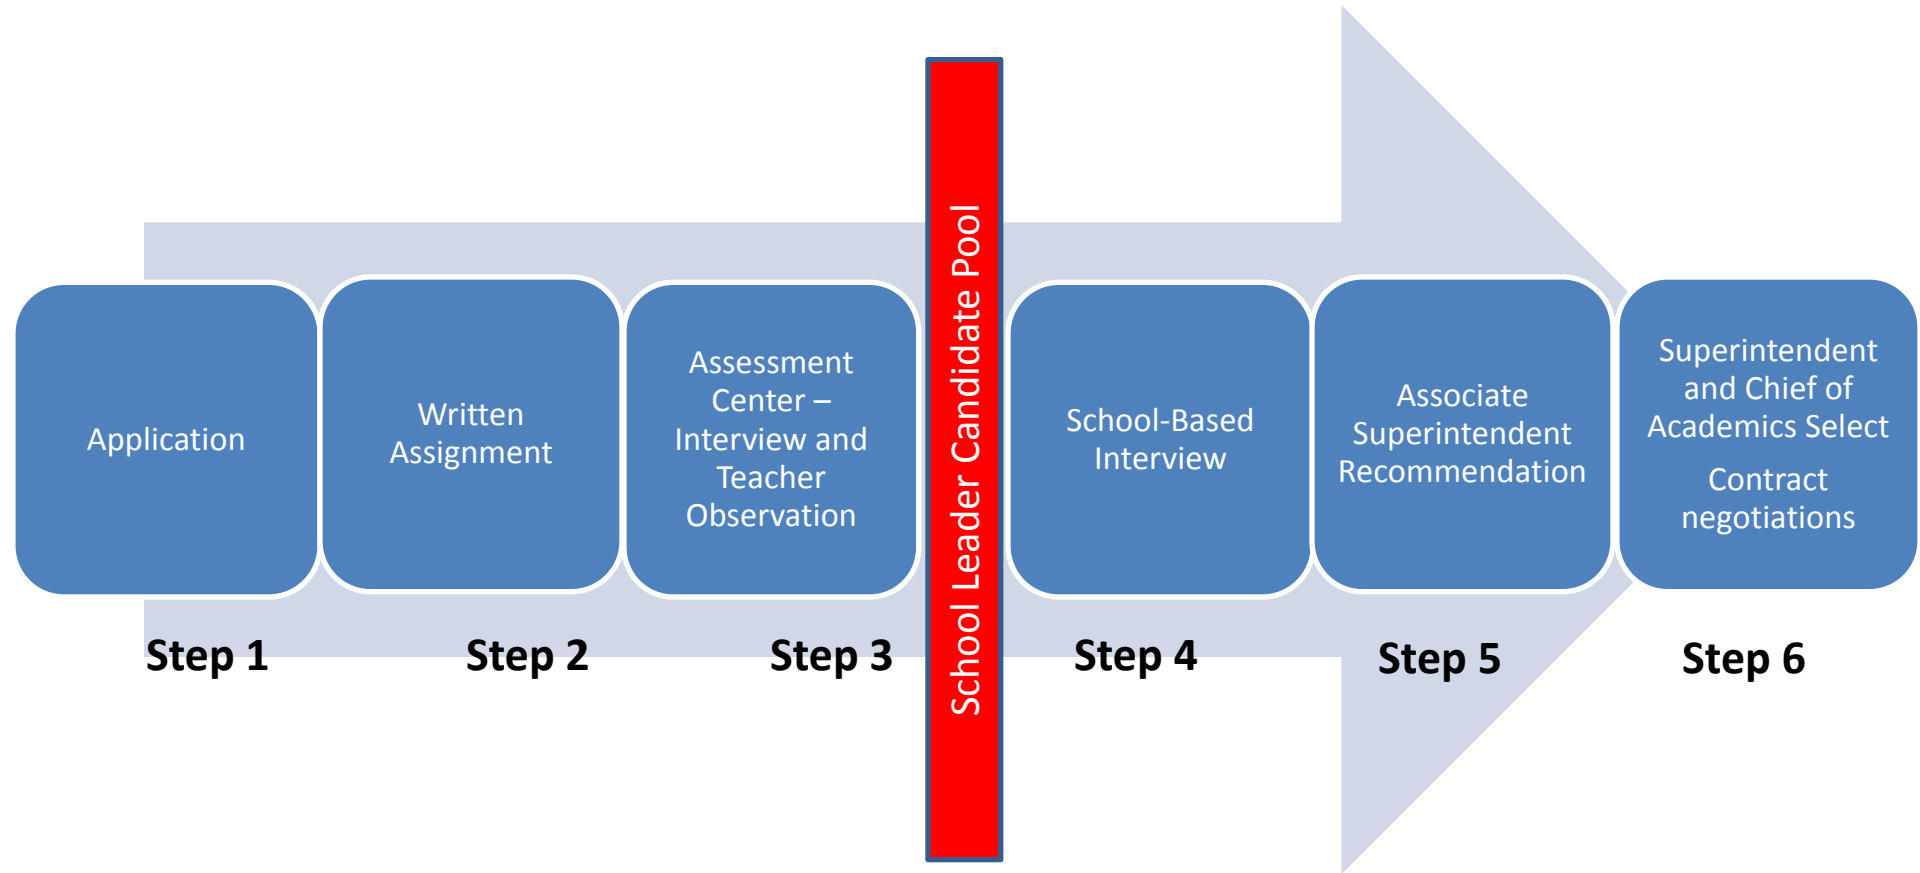 Application
Written
Assignment
Assessment
Center –
Interview and
Teacher
Observation
School Leader Candidate Pool
School-Based
Interview
Associate
Superintendent
Recommendation
Superintendent
and Chief of
Academics Select
Contract
negotiations
Step 1
Step 2
Step 3
Step 4
Step 5
Step 6